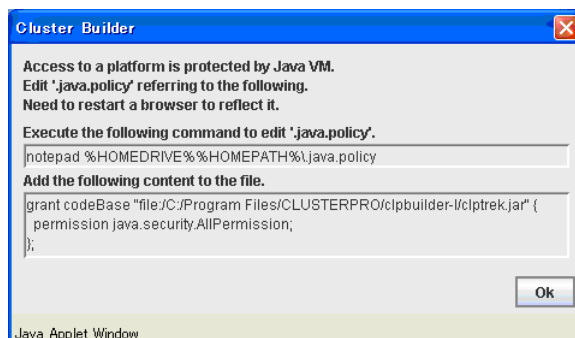 Cluster Builder
Access to a platform is protected by Java VM.
Edit '.java.policy' referring to the following.
Need to restart a browser to reflect it.
Execute the following command to edit '.java.policy'.
notepad %HOMEDRIVE%%HOMEPATH%\.java.policy
Add the following content to the file.
grant codeBase "file:/C:/Program Files/CLUSTERPRO/clpbuilder-l/clptrek.jar" {
permission java.security.AllPermission;
};
Ok
Java Applet Window